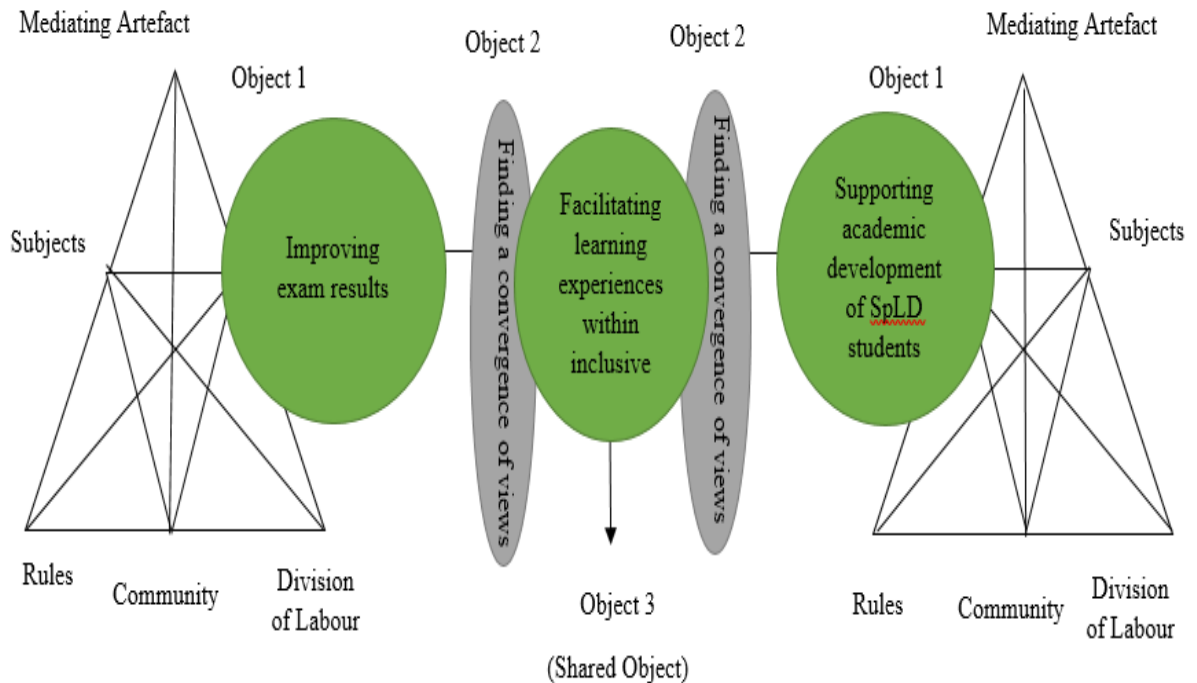 Mediating Artefact
Object 1
Object 2
Object 2
Object 1
Mediating Artefact
Subjects
Improving
exam results
Finding a convergence of views
Facilitating
learning
experiences
within
inclusive
Finding a convergence of views
Supporting
academic
development
of SpLD
students
Subjects
Rules
Community
Division
of Labour
Object 3
(Shared Object)
Rules
Community
Division
of Labour